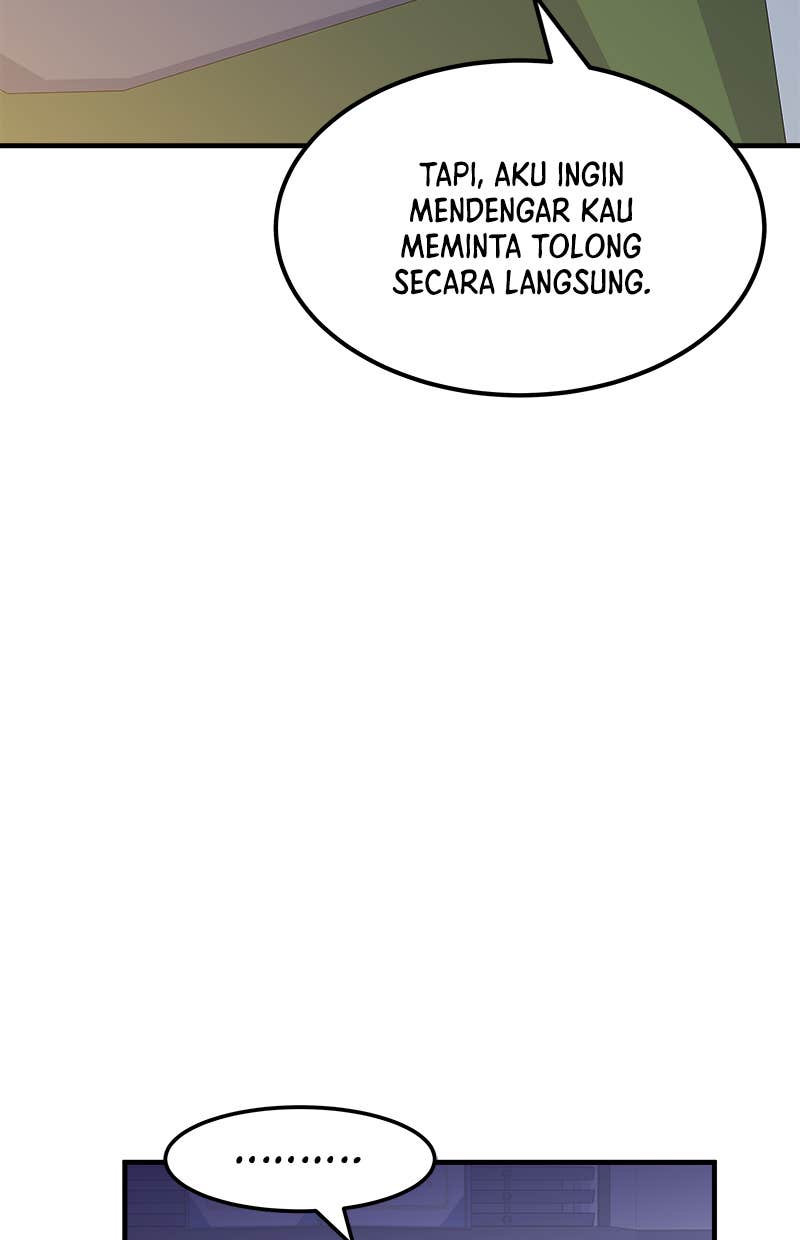 TAPI, AKU INGIN
MENDENGAR KAU
MEMINTA TOLONG
SECARA LANGSUNG.
..........